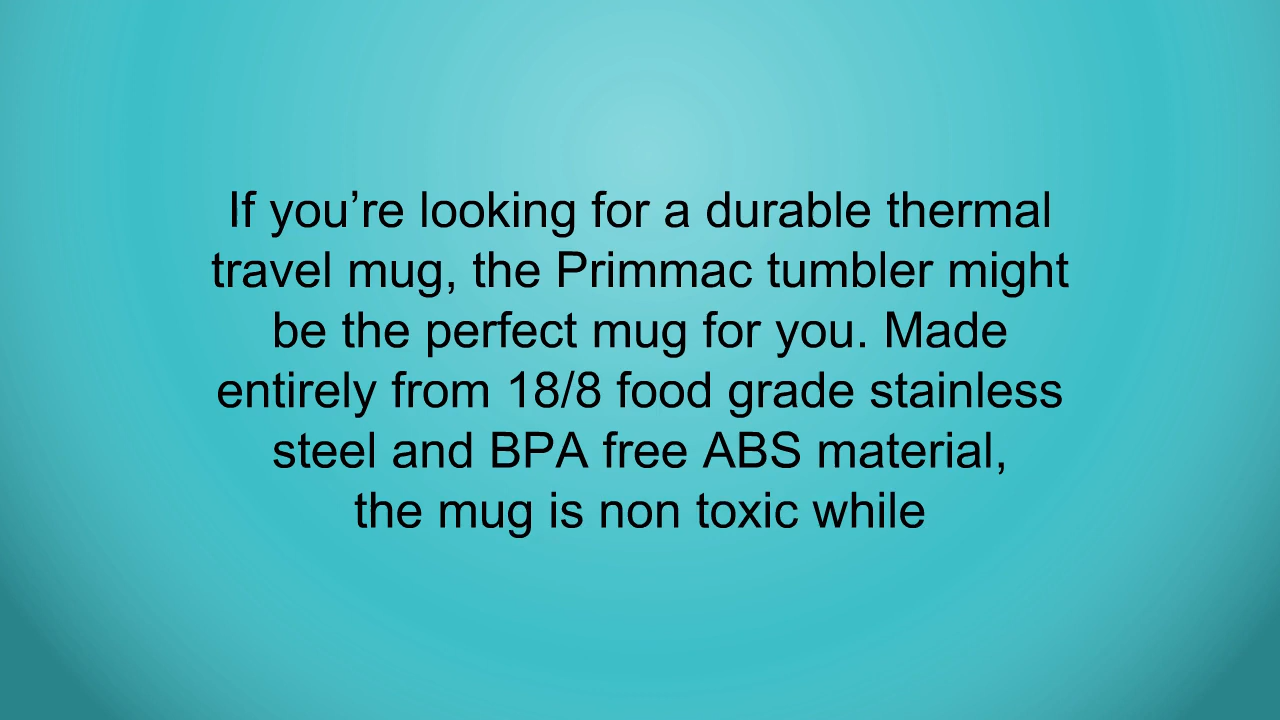 If you’re looking for a durable thermal
travel mug, the Primmac tumbler might
be the perfect mug for you. Made
entirely from 18/8 food grade stainless
steel and BPA free ABS material,
the mug is non toxic while